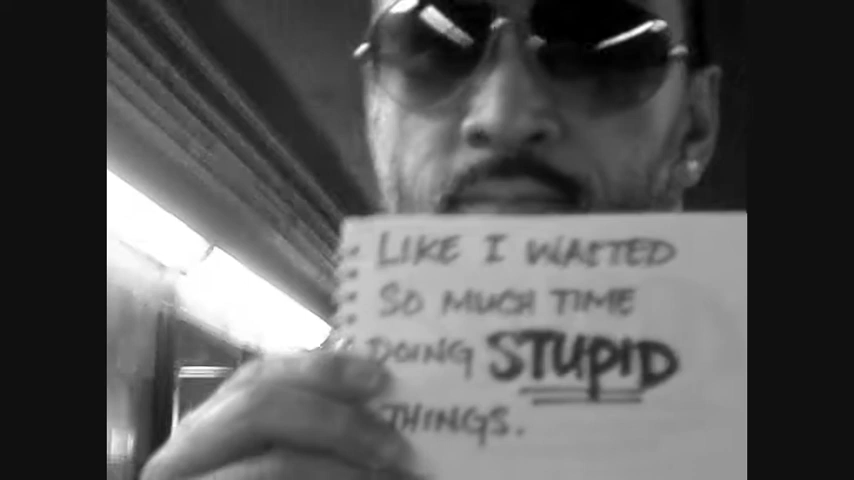 LIKE I WASTED
SO MUCH TIME
DOING STUPID
THINGS.